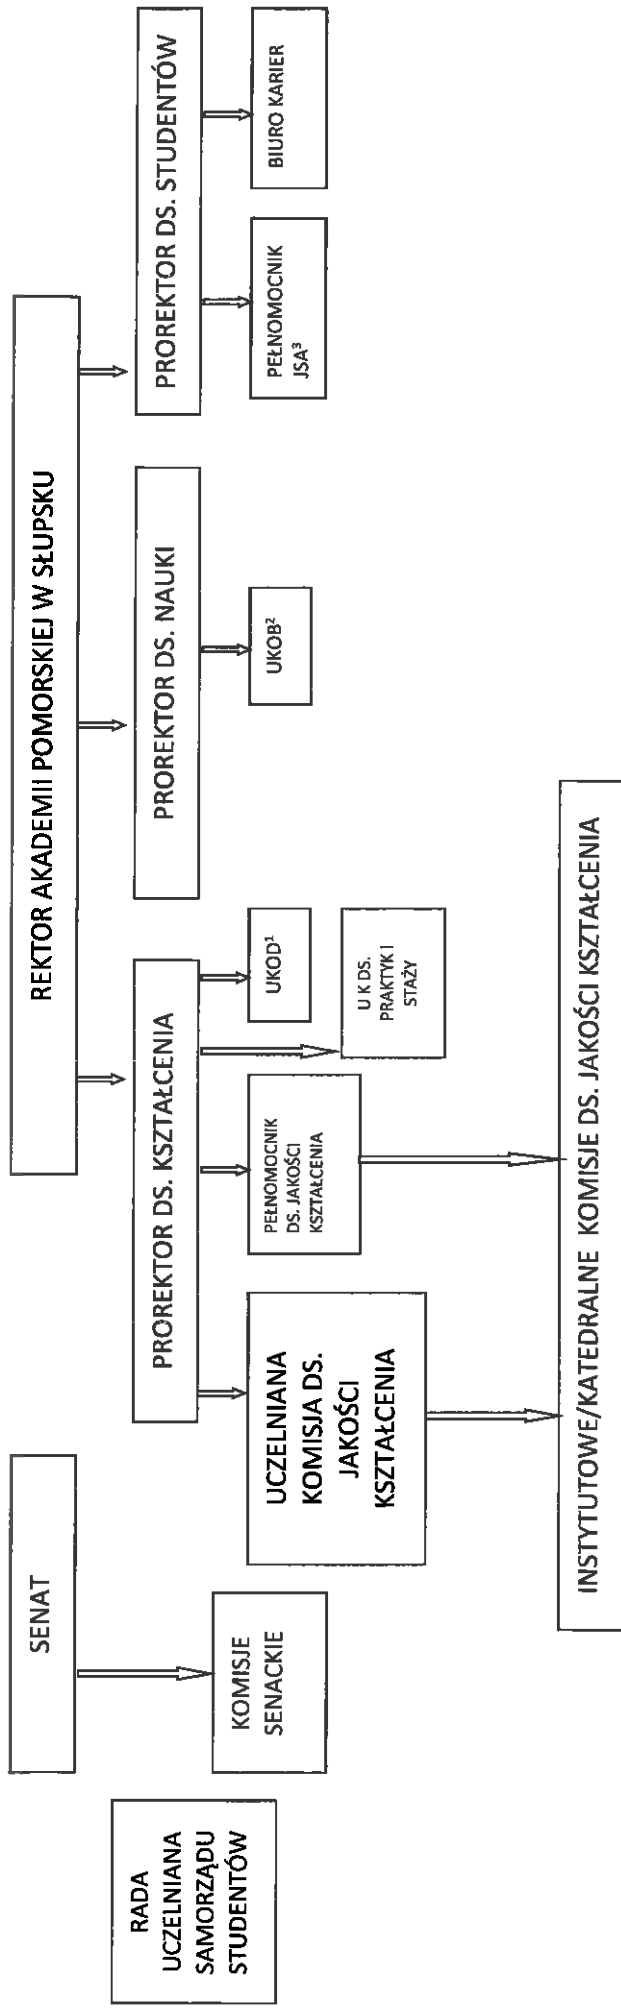 RADA
UCZELNIANA
SAMORZĄDU
STUDENTÓW
SENAT
KOMISJE
SENACKIE
REKTOR AKADEMII POMORSKIEJ W SŁUPSKU
PROREKTOR DS. KSZTAŁCENIA
PROREKTOR DS. NAUKI
PROREKTOR DS. STUDENTÓW
UCZELNIANA
KOMISJA DS.
JAKOŚCI
KSZTAŁCENIA
PEŁNOMOCNIK
DS. JAKOŚCI
KSZTAŁCENIA
UKOD¹
U K DS.
PRAKTYK I
STAŻY
UKOB²
PEŁNOMOCNIK
JSA³
BIURO KARIER
INSTYTUTOWE/KATEDRALNE KOMISJE DS. JAKOŚCI KSZTAŁCENIA